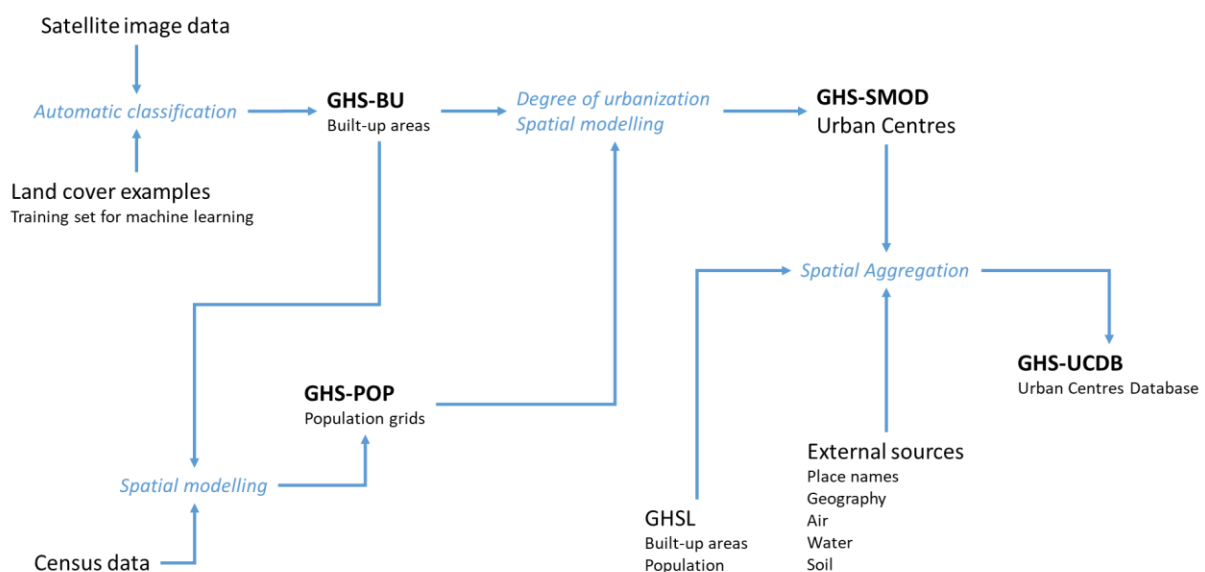 Satellite image data
Automatic classification
Land cover examples
Training set for machine learning
GHS-BU
Built-up areas
Degree of urbanization
Spatial modelling
GHS-SMOD
Urban Centres
Spatial Aggregation
GHS-UCDB
Urban Centres Database
GHS-POP
Population grids
Spatial modelling
Census data
GHSL
Built-up areas
Population
External sources
Place names
Geography
Air
Water
Soil